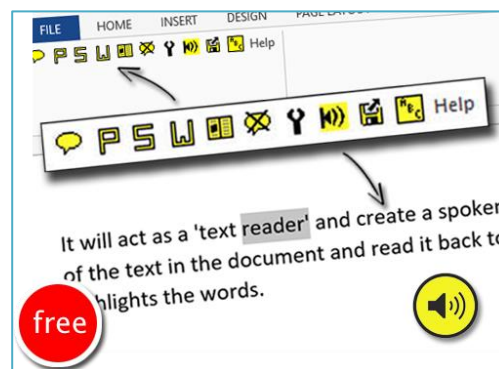 FILE HOME INSERT DESIGN PAGE LAYOUT
P S W Help
P S W ABC Help
It will act as a 'text reader' and create a spoken
of the text in the document and read it back to
highlights the words.
free